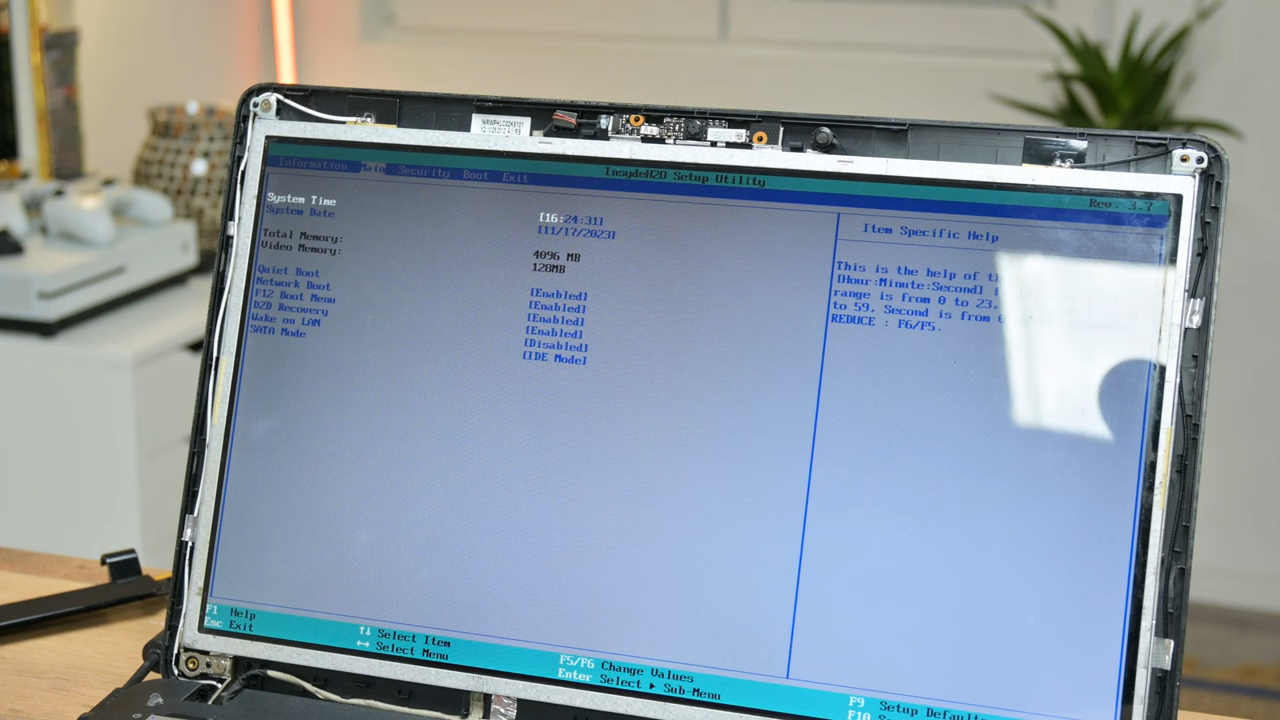 InsydeH20 Setup Utility
Rev. 3.7
Information Main Security Boot Exit
System Time [16:24:31]
System Date [11/17/2023]
Total Memory: 4096 MB
Video Memory: 128MB
Quiet Boot [Enabled]
Network Boot [Enabled]
F12 Boot Menu [Enabled]
D2D Recovery [Enabled]
Wake on LAN [Disabled]
SATA Mode [IDE Mode]
Item Specific Help
This is the help of
[Hour:Minute:Second]
range is from 0 to 23,
to 59, Second is from
REDUCE : F6/F5.
F1 Help
Esc Exit
↑↓ Select Item
↔ Select Menu
F5/F6 Change Values
Enter Select ▶ Sub-Menu
F9 Setup Defaul
F10